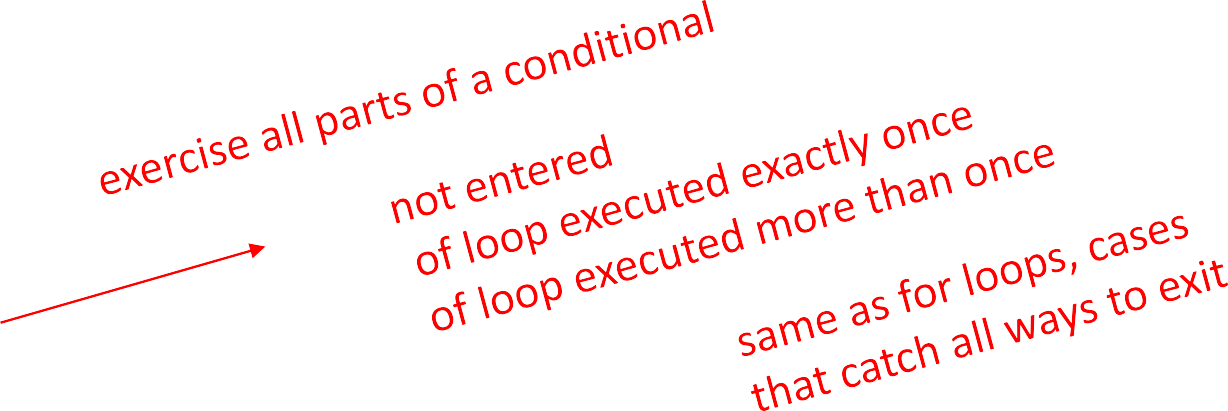 exercise all parts of a conditional
not entered
of loop executed exactly once
of loop executed more than once
same as for loops, cases
that catch all ways to exit